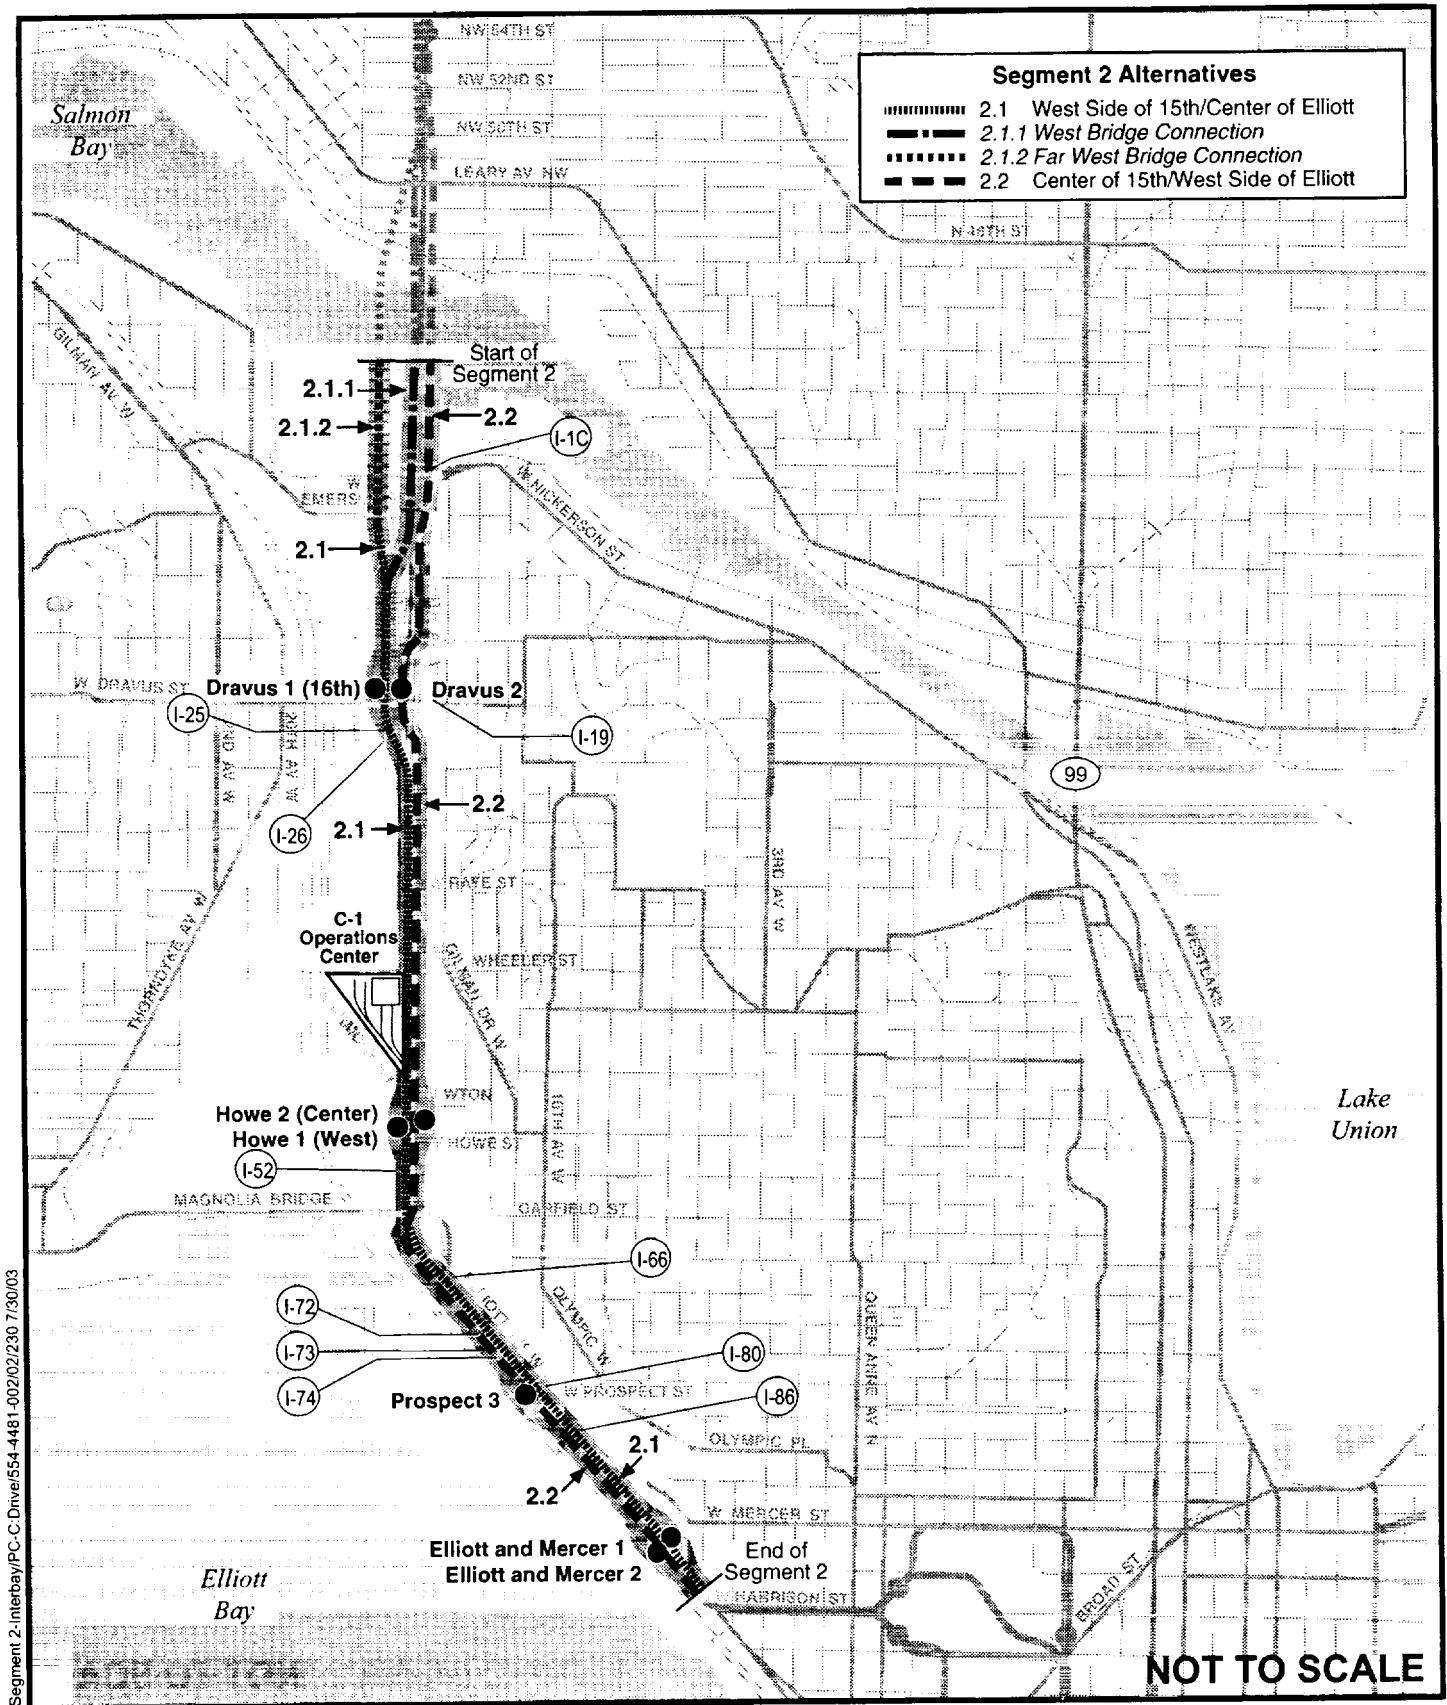 NW 54TH ST
NW 52ND ST
NW 50TH ST
LEARY AV NW
N 46TH ST
Segment 2 Alternatives
2.1 West Side of 15th/Center of Elliott
2.1.1 West Bridge Connection
2.1.2 Far West Bridge Connection
2.2 Center of 15th/West Side of Elliott
Salmon
Bay
GILMAN AV W
Start of
Segment 2
2.1.1
2.1.2
2.2
I-1C
W
EMERS
W NICKERSON ST
2.1
W DRAVUS ST
Dravus 1 (16th)
Dravus 2
I-25
I-19
20TH AV W
99
I-26
2.1
2.2
3RD AV W
RAYE ST
C-1
Operations
Center
THORNDYKE AV W
GILMAN DR W
WHEELER ST
WESTLAKE AV
WTON
Howe 2 (Center)
Howe 1 (West)
HOWE ST
10TH AV W
Lake
Union
I-52
MAGNOLIA BRIDGE
GARFIELD ST
I-66
I-72
I-73
I-74
IOTT
W
OLYMPIC W
QUEEN ANNE AV N
I-80
Prospect 3
W PROSPECT ST
I-86
OLYMPIC PL
2.1
2.2
W MERCER ST
Elliott and Mercer 1
Elliott and Mercer 2
End of
Segment 2
HARRISON ST
BROAD ST
Elliott
Bay
NOT TO SCALE
Segment 2-Interbay/PC-C:Drive/554-4481-002/02/230 7/30/03